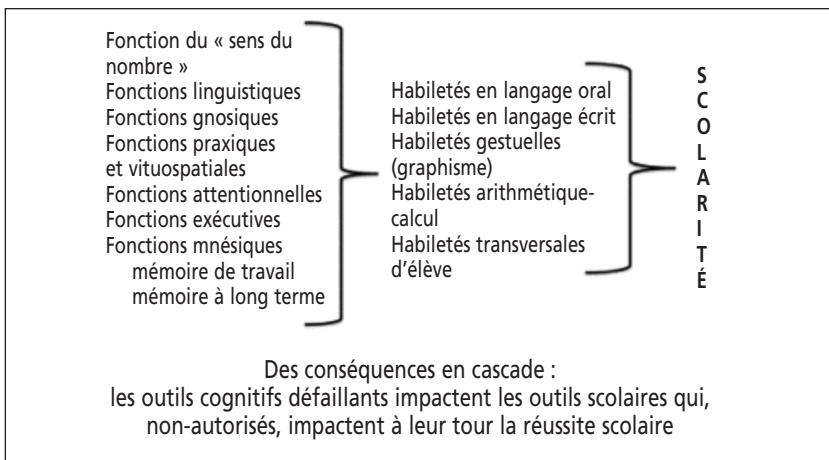 Fonction du « sens du
nombre »
Fonctions linguistiques
Fonctions gnosiques
Fonctions praxiques
et vituospatiales
Fonctions attentionnelles
Fonctions exécutives
Fonctions mnésiques
mémoire de travail
mémoire à long terme
Habiletés en langage oral
Habiletés en langage écrit
Habiletés gestuelles
(graphisme)
Habiletés arithmétique-
calcul
Habiletés transversales
d’élève
S
C
O
L
A
R
I
T
É
Des conséquences en cascade :
les outils cognitifs défaillants impactent les outils scolaires qui,
non-autorisés, impactent à leur tour la réussite scolaire